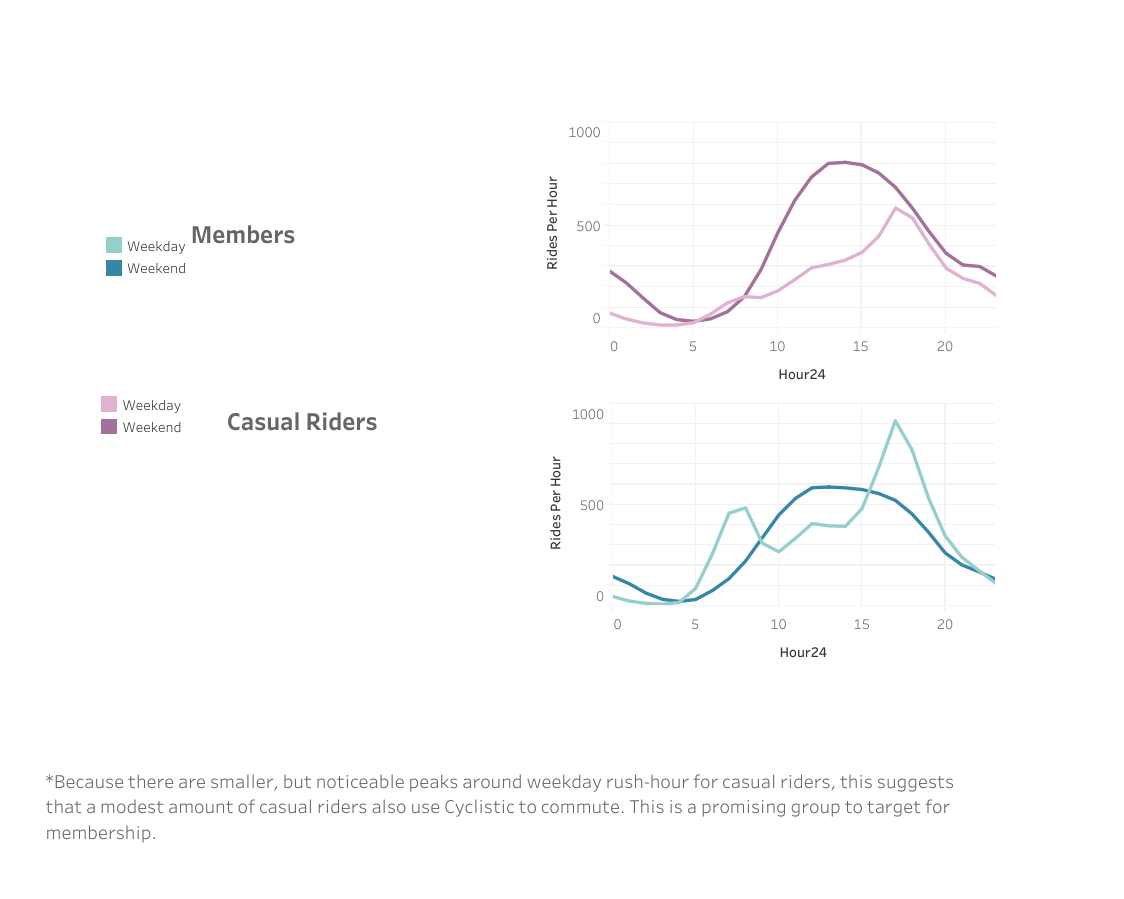 Members
Weekday
Weekend
Weekday
Weekend
Casual Riders
1000
500
0
Rides Per Hour
0 5 10 15 20
Hour24
1000
500
0
Rides Per Hour
0 5 10 15 20
Hour24
*Because there are smaller, but noticeable peaks around weekday rush-hour for casual riders, this suggests
that a modest amount of casual riders also use Cyclistic to commute. This is a promising group to target for
membership.